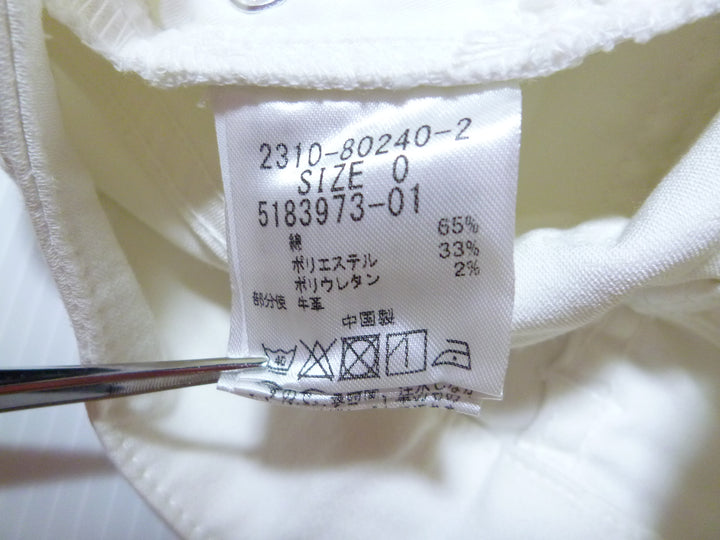 2310-80240-2
SIZE 0
5183973-01
綿 65%
ポリエステル 33%
ポリウレタン 2%
部分使 牛革
中国製
40